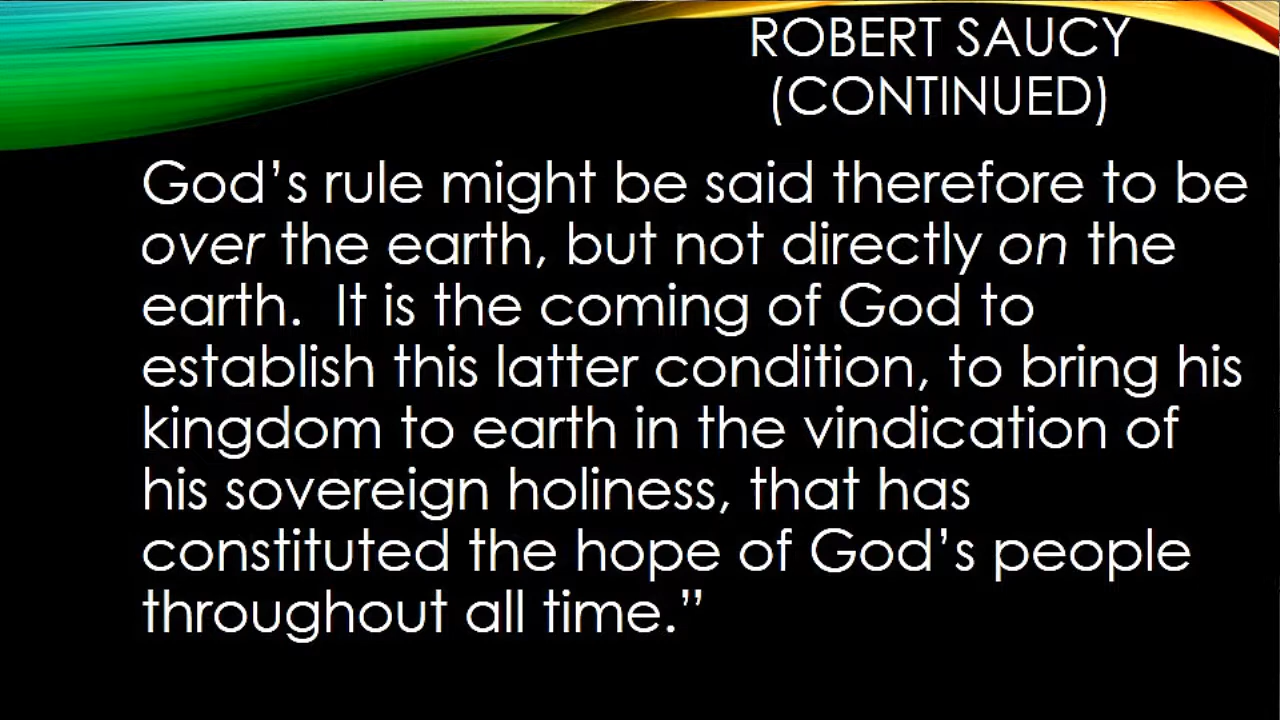 ROBERT SAUCY
(CONTINUED)
God’s rule might be said therefore to be
over the earth, but not directly on the
earth.  It is the coming of God to
establish this latter condition, to bring his
kingdom to earth in the vindication of
his sovereign holiness, that has
constituted the hope of God’s people
throughout all time.”